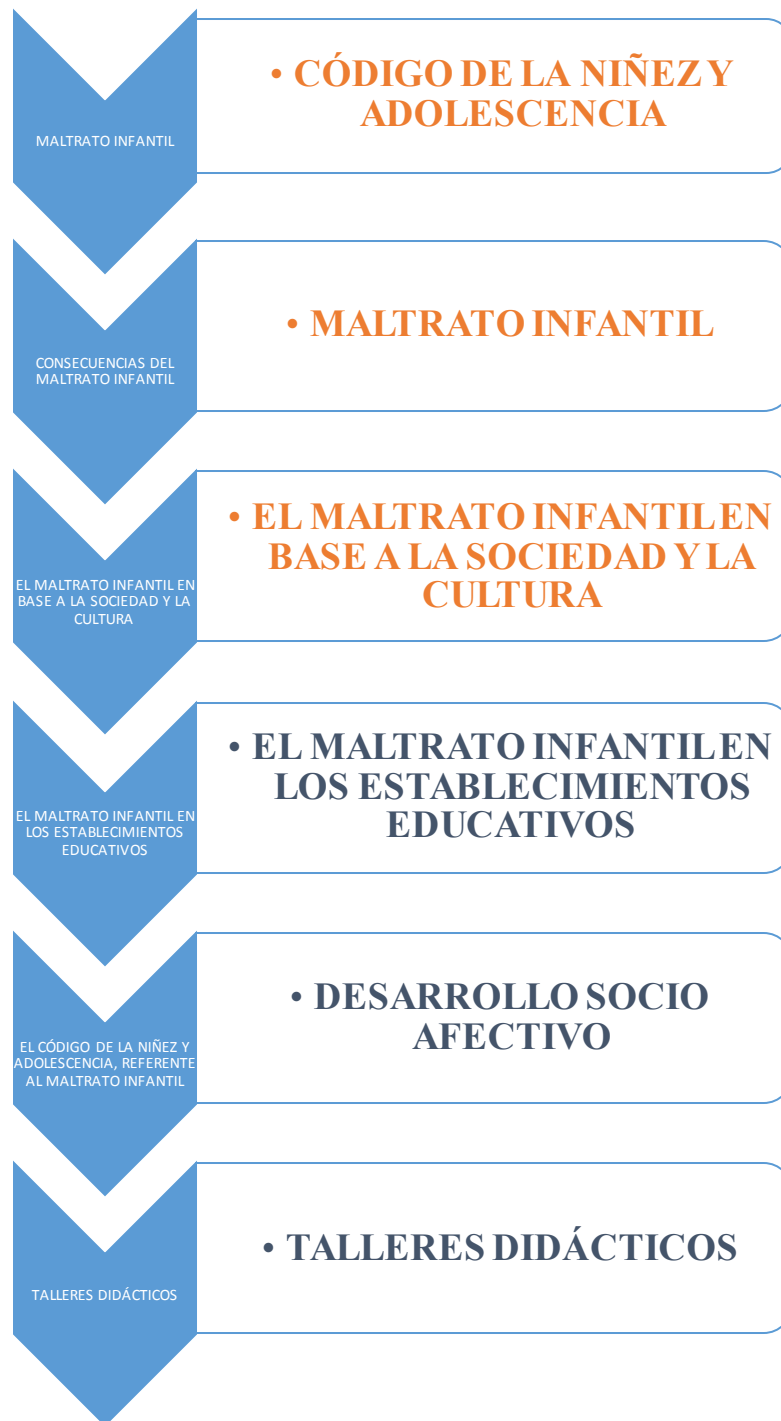 MALTRATO INFANTIL
• CÓDIGO DE LA NIÑEZ Y
ADOLESCENCIA
CONSECUENCIAS DEL
MALTRATO INFANTIL
• MALTRATO INFANTIL
EL MALTRATO INFANTIL EN
BASE A LA SOCIEDAD Y LA
CULTURA
• EL MALTRATO INFANTIL EN
BASE A LA SOCIEDAD Y LA
CULTURA
EL MALTRATO INFANTIL EN
LOS ESTABLECIMIENTOS
EDUCATIVOS
• EL MALTRATO INFANTIL EN
LOS ESTABLECIMIENTOS
EDUCATIVOS
EL CÓDIGO DE LA NIÑEZ Y
ADOLESCENCIA, REFERENTE
AL MALTRATO INFANTIL
• DESARROLLO SOCIO
AFECTIVO
TALLERES DIDÁCTICOS
• TALLERES DIDÁCTICOS